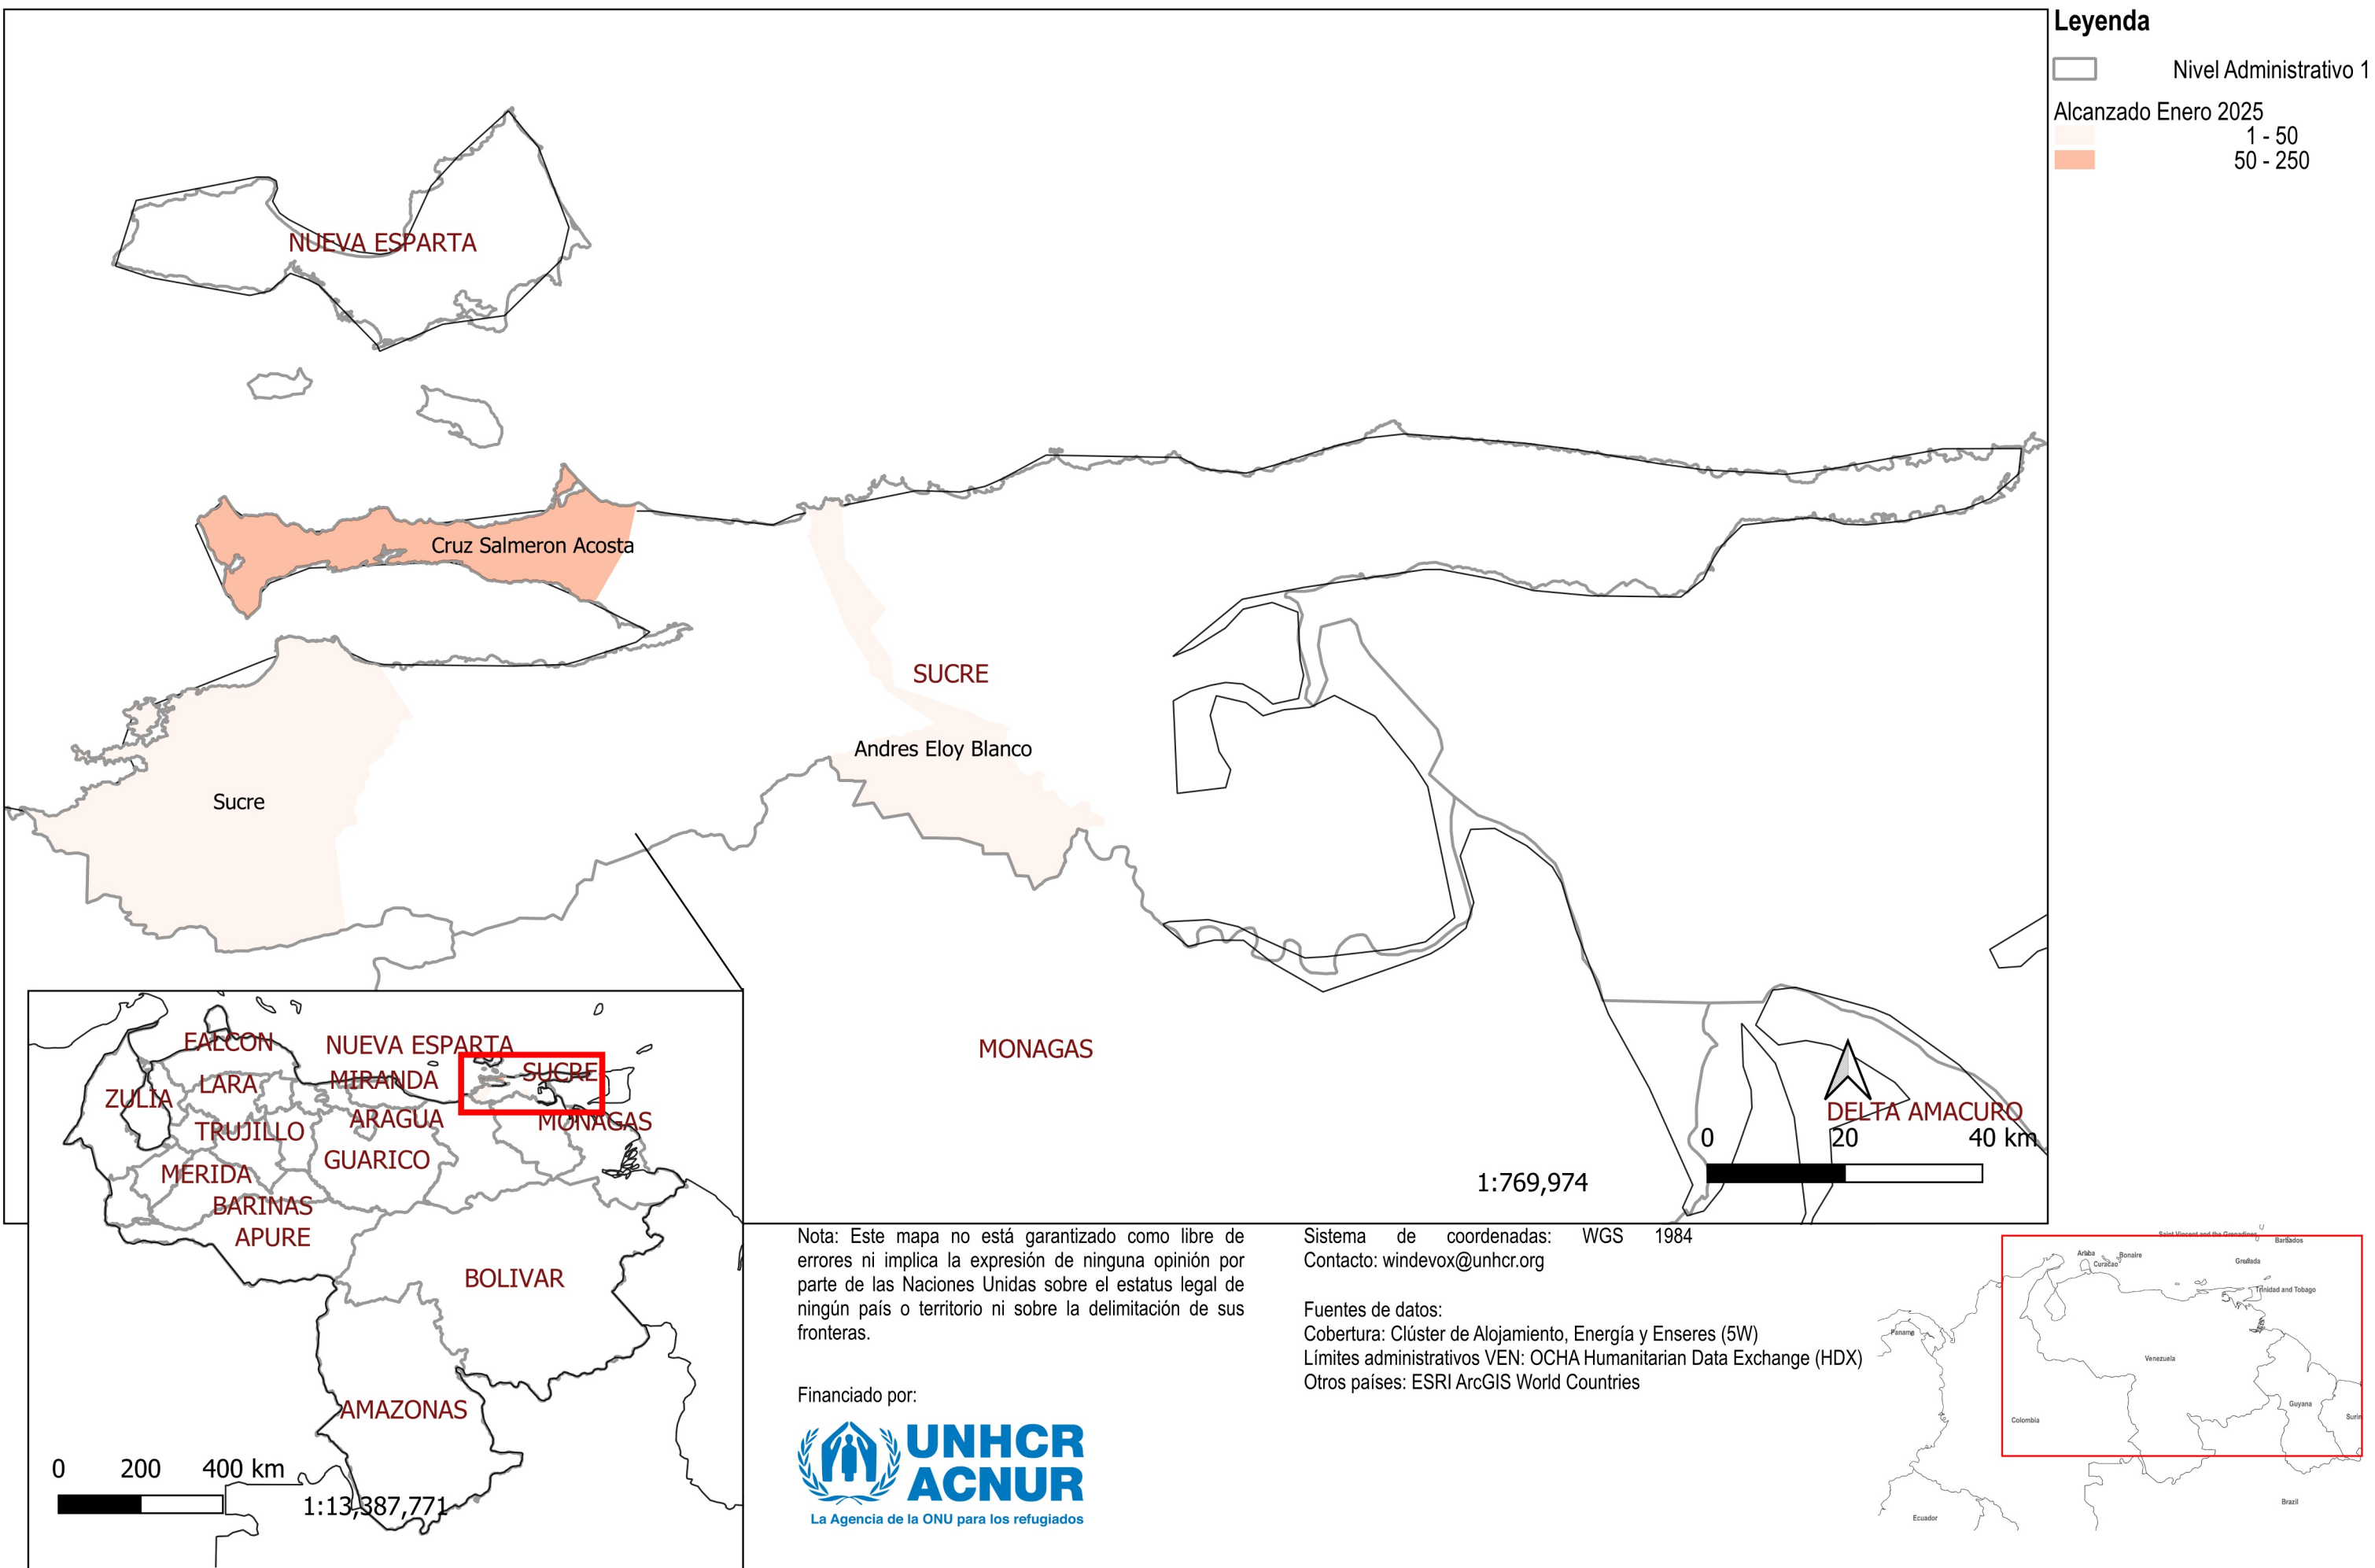 Leyenda
Nivel Administrativo 1
Alcanzado Enero 2025
1 - 50
50 - 250
NUEVA ESPARTA
Cruz Salmeron Acosta
SUCRE
Andres Eloy Blanco
Sucre
MONAGAS
DELTA AMACURO
0 20 40 km
1:769,974
FALCON
NUEVA ESPARTA
SUCRE
LARA
MIRANDA
ZULIA
ARAGUA
MONAGAS
TRUJILLO
GUARICO
MERIDA
BARINAS
APURE
BOLIVAR
AMAZONAS
0 200 400 km
1:13,387,771
Nota: Este mapa no está garantizado como libre de
errores ni implica la expresión de ninguna opinión por
parte de las Naciones Unidas sobre el estatus legal de
ningún país o territorio ni sobre la delimitación de sus
fronteras.
Financiado por:
UNHCR
ACNUR
La Agencia de la ONU para los refugiados
Sistema de coordenadas: WGS 1984
Contacto: windevox@unhcr.org
Fuentes de datos:
Cobertura: Clúster de Alojamiento, Energía y Enseres (5W)
Límites administrativos VEN: OCHA Humanitarian Data Exchange (HDX)
Otros países: ESRI ArcGIS World Countries
Saint Vincent and the Grenadines
Barbados
Aruba
Bonaire
Curacao
Grenada
Trinidad and Tobago
Panama
Venezuela
Guyana
Colombia
Surin
Brazil
Ecuador